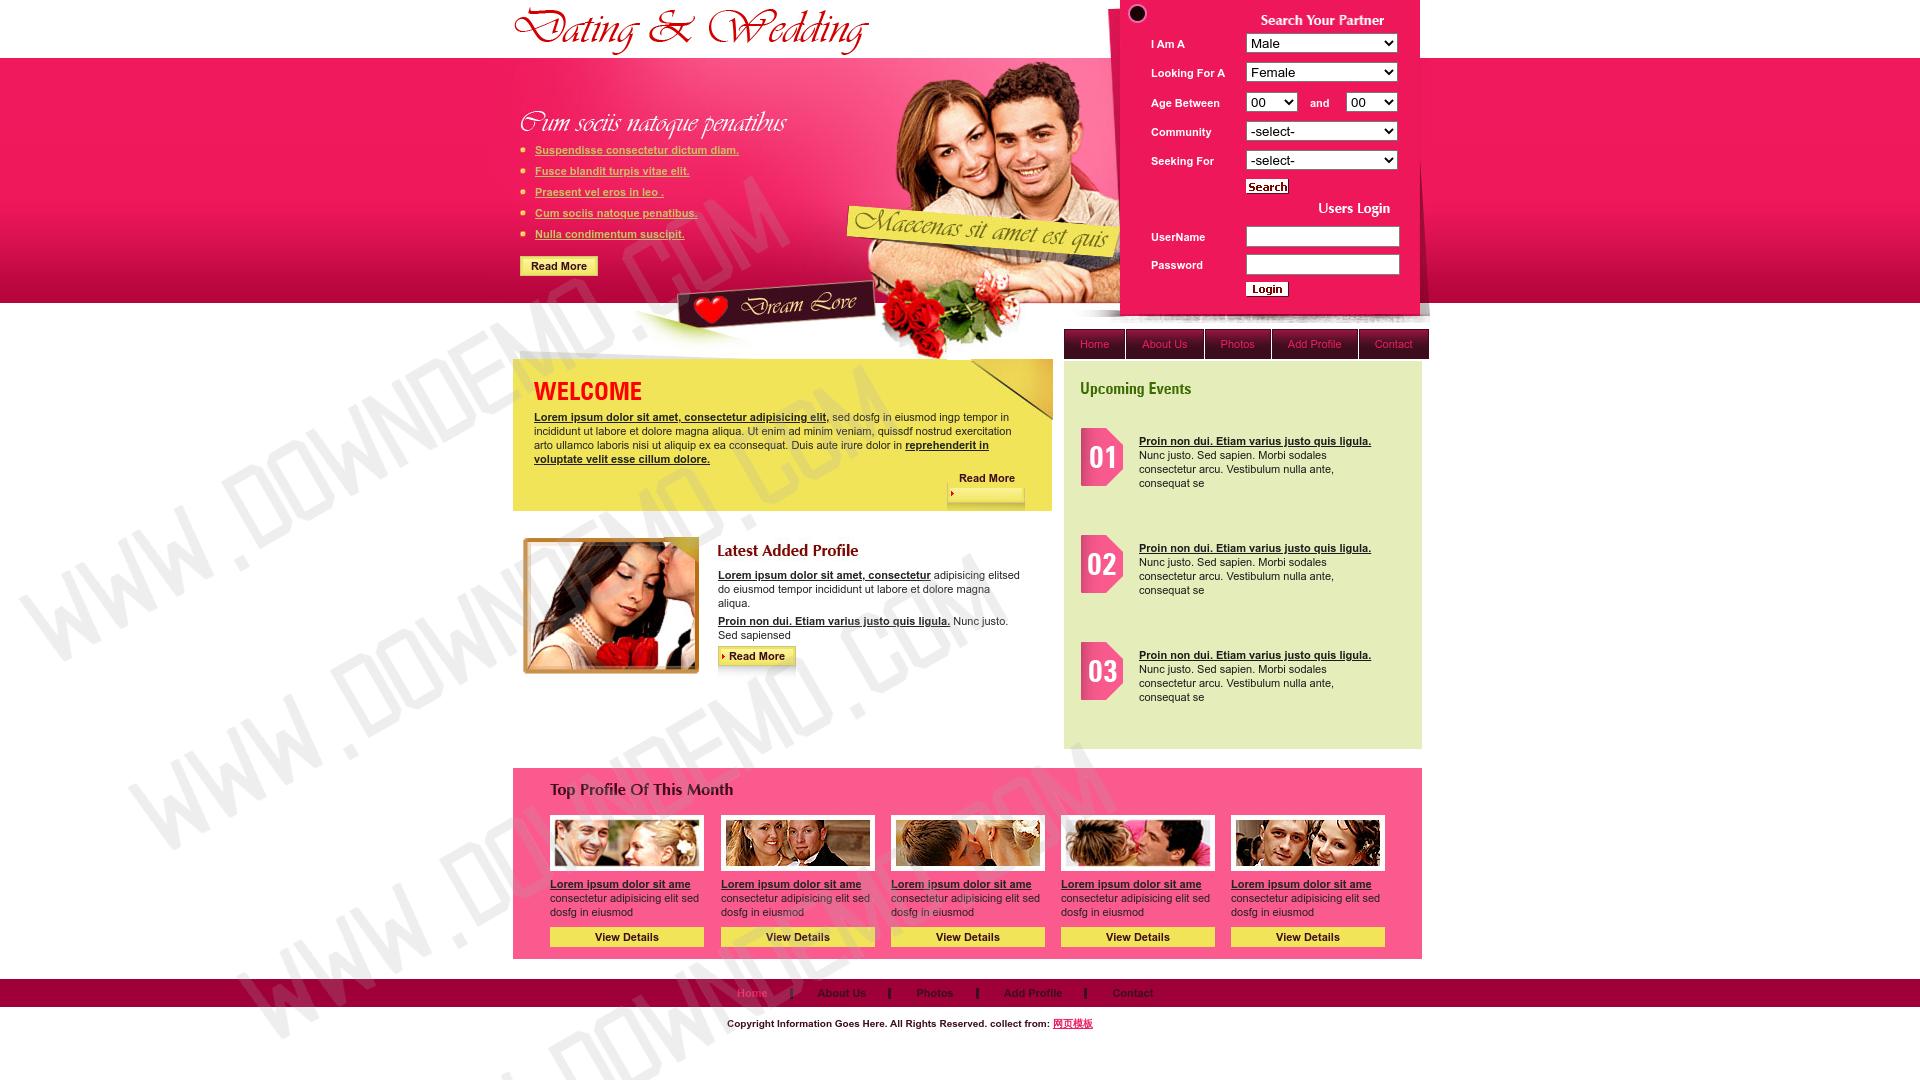 Dating & Wedding
Search Your Partner
I Am A
Male
Looking For A
Female
Age Between
00
and
00
Community
-select-
Seeking For
-select-
Search
Users Login
UserName
Password
Login
Cum sociis natoque penatibus
Suspendisse consectetur dictum diam.
Fusce blandit turpis vitae elit.
Praesent vel eros in leo .
Cum sociis natoque penatibus.
Nulla condimentum suscipit.
Read More
Maecenas sit amet est quis
Dream Love
Home
About Us
Photos
Add Profile
Contact
WELCOME
Lorem ipsum dolor sit amet, consectetur adipisicing elit, sed dosfg in eiusmod ingp tempor in
incididunt ut labore et dolore magna aliqua. Ut enim ad minim veniam, quissdf nostrud exercitation
arto ullamco laboris nisi ut aliquip ex ea cconsequat. Duis aute irure dolor in reprehenderit in
voluptate velit esse cillum dolore.
Read More
Latest Added Profile
Lorem ipsum dolor sit amet, consectetur adipisicing elitsed
do eiusmod tempor incididunt ut labore et dolore magna
aliqua.
Proin non dui. Etiam varius justo quis ligula. Nunc justo.
Sed sapiensed
Read More
Upcoming Events
01
Proin non dui. Etiam varius justo quis ligula.
Nunc justo. Sed sapien. Morbi sodales
consectetur arcu. Vestibulum nulla ante,
consequat se
02
Proin non dui. Etiam varius justo quis ligula.
Nunc justo. Sed sapien. Morbi sodales
consectetur arcu. Vestibulum nulla ante,
consequat se
03
Proin non dui. Etiam varius justo quis ligula.
Nunc justo. Sed sapien. Morbi sodales
consectetur arcu. Vestibulum nulla ante,
consequat se
Top Profile Of This Month
Lorem ipsum dolor sit ame
consectetur adipisicing elit sed
dosfg in eiusmod
View Details
Lorem ipsum dolor sit ame
consectetur adipisicing elit sed
dosfg in eiusmod
View Details
Lorem ipsum dolor sit ame
consectetur adipisicing elit sed
dosfg in eiusmod
View Details
Lorem ipsum dolor sit ame
consectetur adipisicing elit sed
dosfg in eiusmod
View Details
Lorem ipsum dolor sit ame
consectetur adipisicing elit sed
dosfg in eiusmod
View Details
Home | About Us | Photos | Add Profile | Contact
Copyright Information Goes Here. All Rights Reserved. collect from: 网页模板
WWW.DOWNDEMO.COM
WWW.DOWNDEMO.COM
WWW.DOWNDEMO.COM
WWW.DOWNDEMO.COM